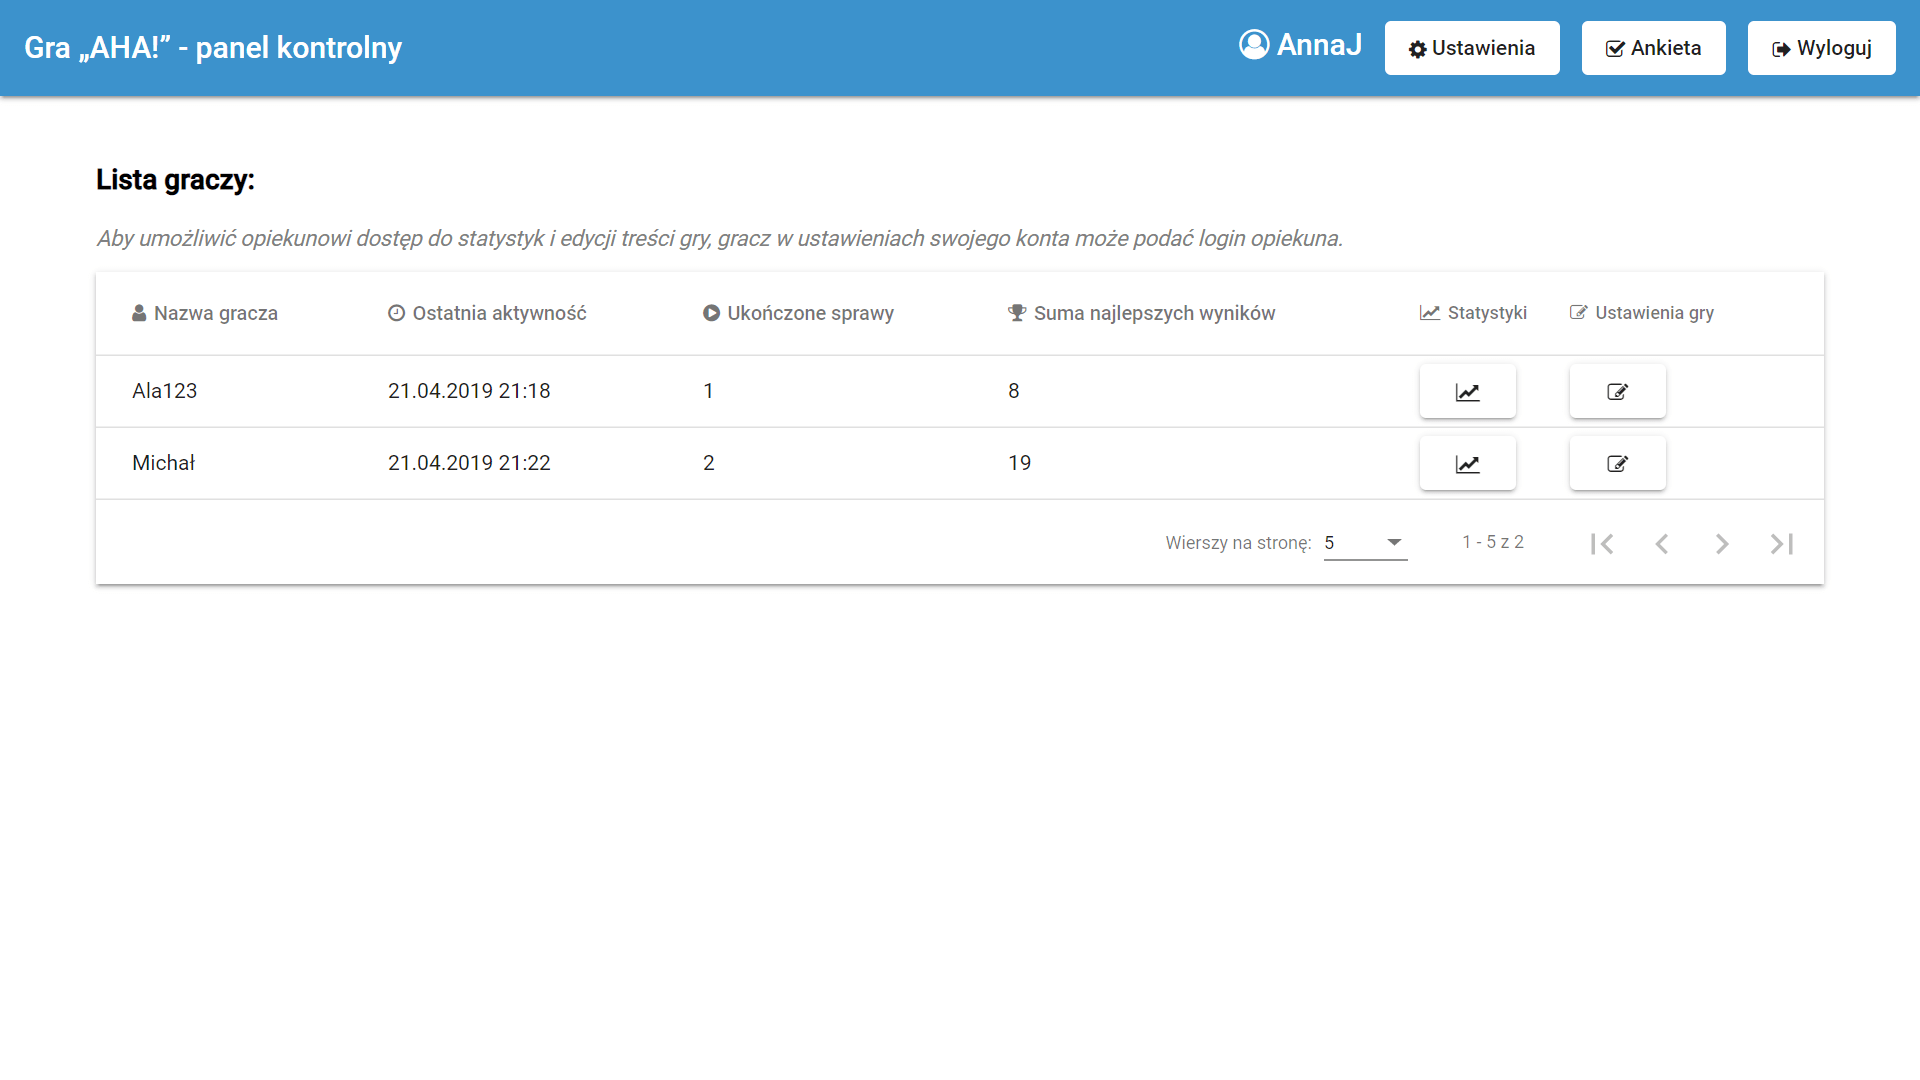 Gra „AHA!” - panel kontrolny
AnnaJ Ustawienia Ankieta Wyloguj
Lista graczy:
Aby umożliwić opiekunowi dostęp do statystyk i edycji treści gry, gracz w ustawieniach swojego konta może podać login opiekuna.
Nazwa gracza Ostatnia aktywność Ukończone sprawy Suma najlepszych wyników Statystyki Ustawienia gry
Ala123 21.04.2019 21:18 1 8
Michał 21.04.2019 21:22 2 19
Wierszy na stronę: 5 1 - 5 z 2